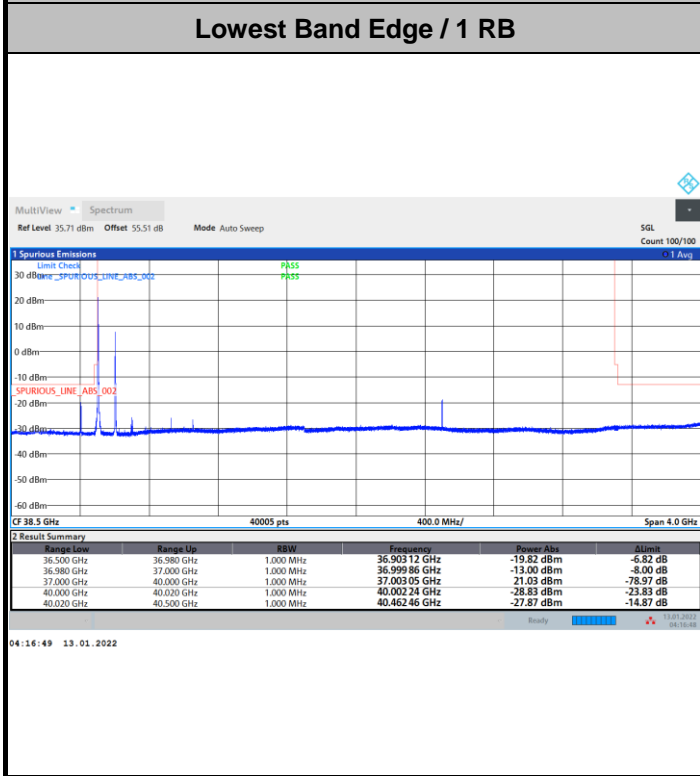 Lowest Band Edge / 1 RB
MultiView Spectrum
Ref Level 35.71 dBm Offset 55.51 dB Mode Auto Sweep SGL
Count 100/100
1 Spurious Emissions 1 Avg
Limit Check PASS
30 dBm Line _SPURIOUS_LINE_ABS_002 PASS
20 dBm
10 dBm
0 dBm
-10 dBm
_SPURIOUS_LINE_ABS_002
-20 dBm
-30 dBm
-40 dBm
-50 dBm
-60 dBm
CF 38.5 GHz 40005 pts 400.0 MHz/ Span 4.0 GHz
2 Result Summary
Range Low Range Up RBW Frequency Power Abs ΔLimit
36.500 GHz 36.980 GHz 1.000 MHz 36.903 12 GHz -19.82 dBm -6.82 dB
36.980 GHz 37.000 GHz 1.000 MHz 36.999 86 GHz -13.00 dBm -8.00 dB
37.000 GHz 40.000 GHz 1.000 MHz 37.003 05 GHz 21.03 dBm -78.97 dB
40.000 GHz 40.020 GHz 1.000 MHz 40.002 24 GHz -28.83 dBm -23.83 dB
40.020 GHz 40.500 GHz 1.000 MHz 40.462 46 GHz -27.87 dBm -14.87 dB
Ready 13.01.2022
04:16:48
04:16:49 13.01.2022